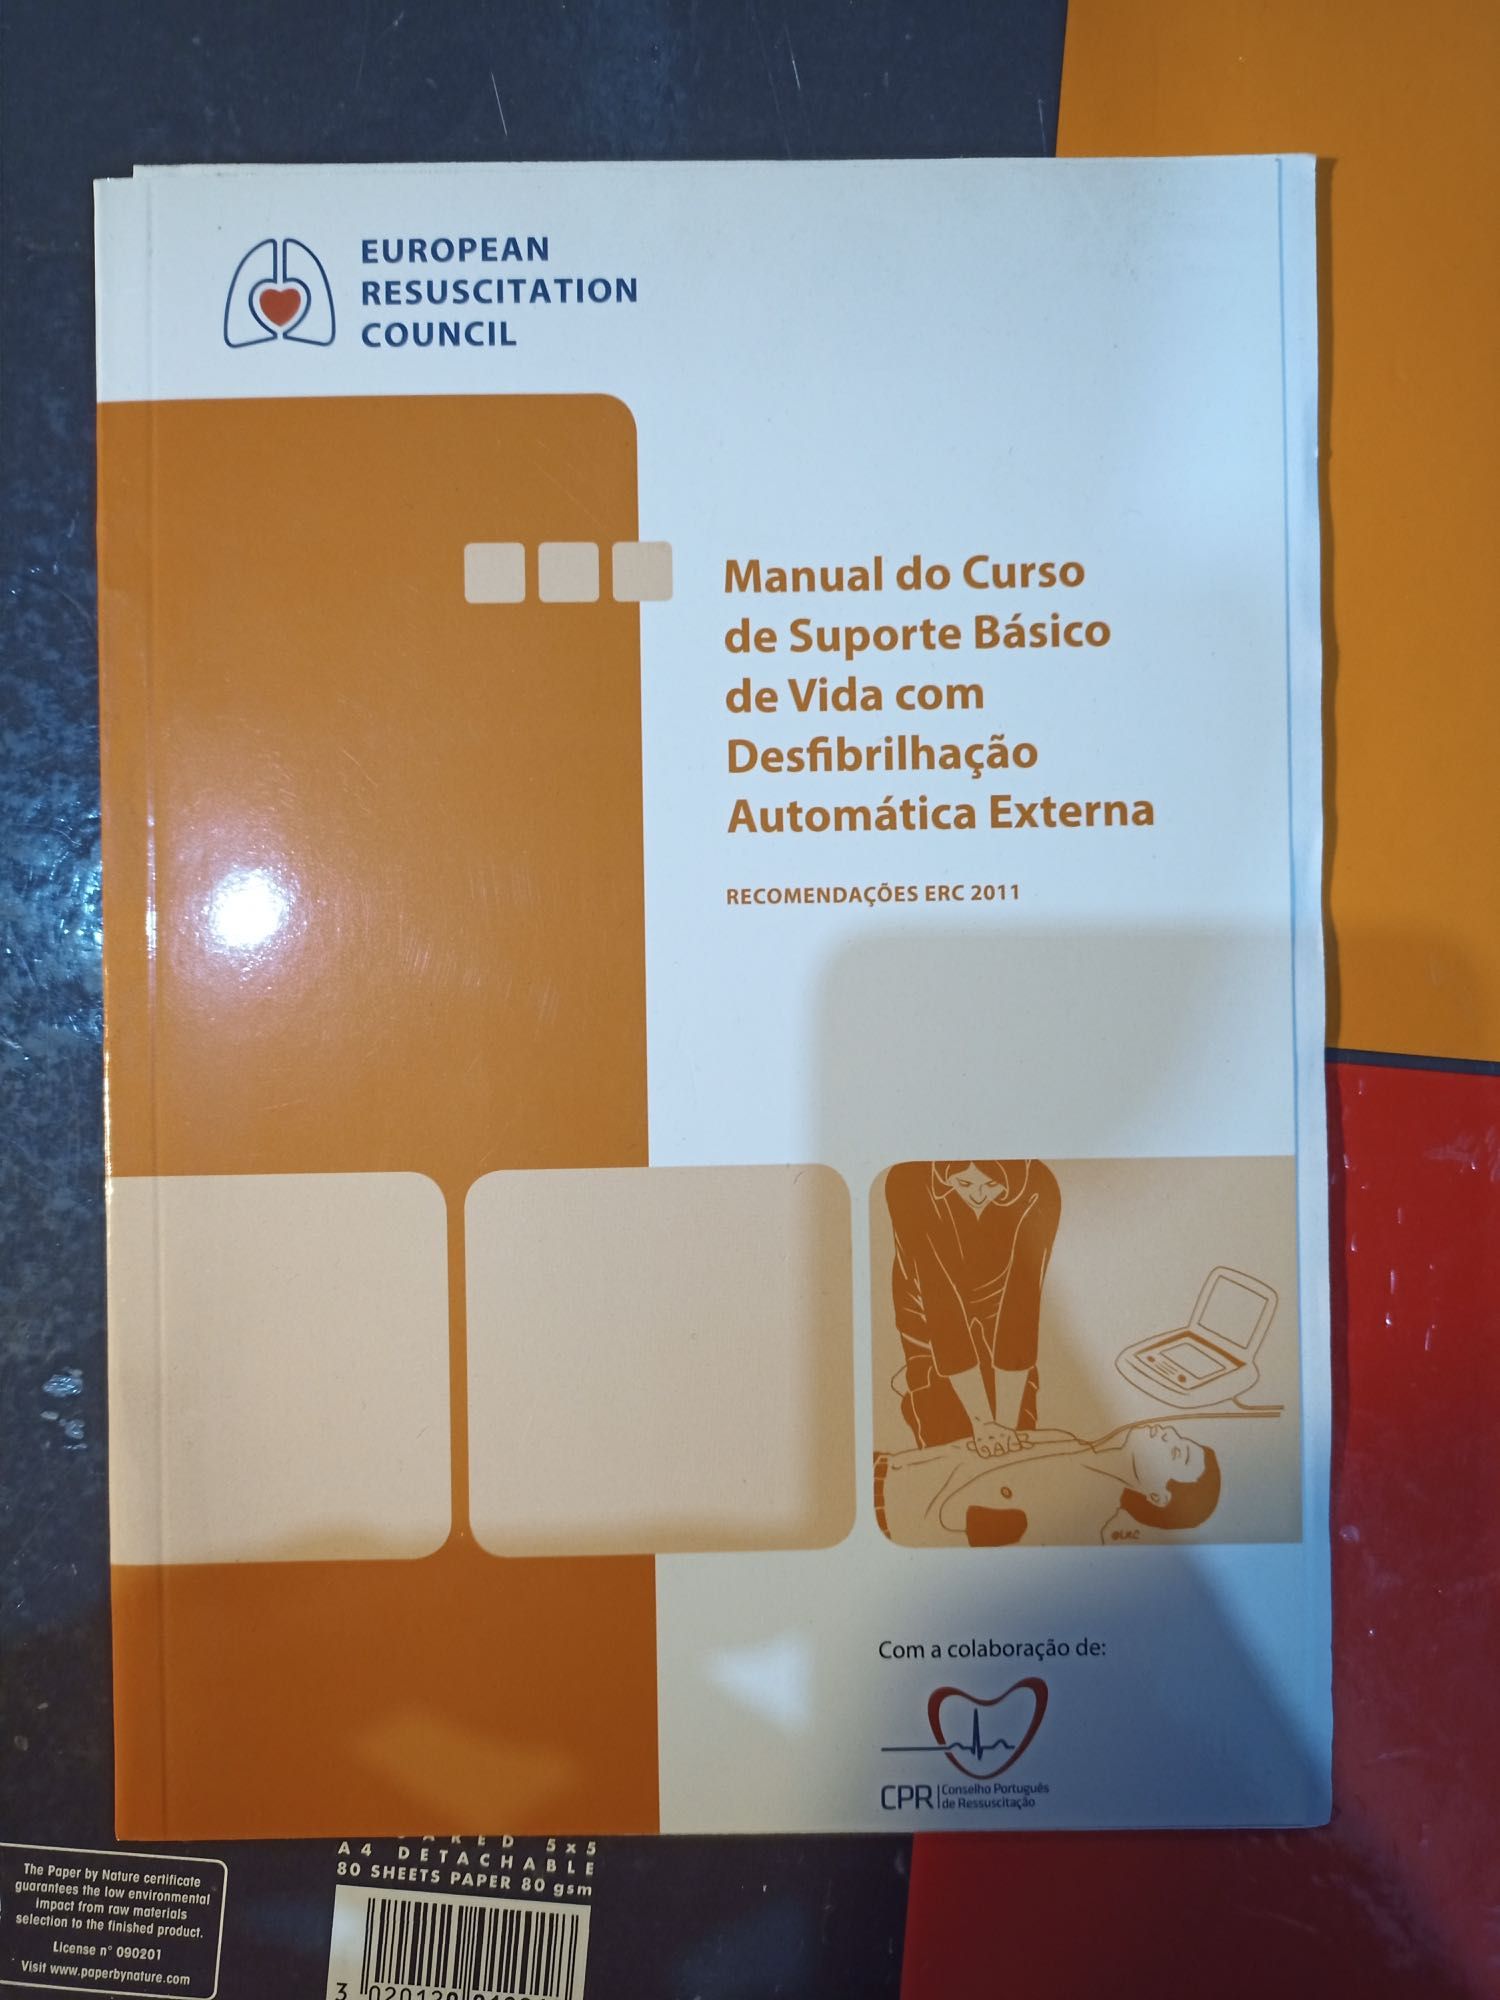 EUROPEAN
RESUSCITATION
COUNCIL
Manual do Curso
de Suporte Básico
de Vida com
Desfibrilhação
Automática Externa
RECOMENDAÇÕES ERC 2011
Com a colaboração de:
CPR Conselho Português
de Ressuscitação
5 x 5
A4 DETACHABLE
80 SHEETS PAPER 80 gsm
The Paper by Nature certificate
guarantees the low environmental
impact from raw materials
selection to the finished product.
License n° 090201
Visit www.paperbynature.com